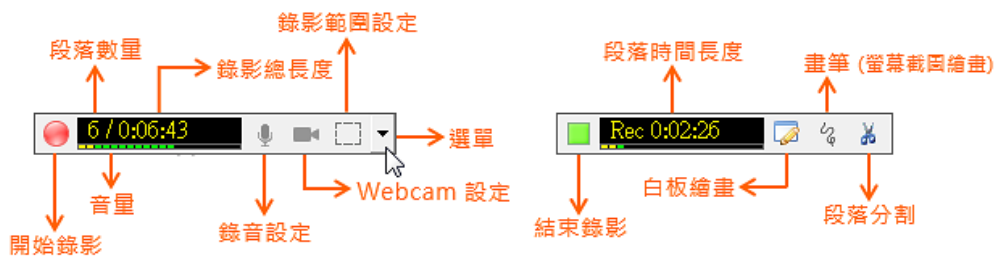 錄影範圍設定
段落數量
錄影總長度
段落時間長度
畫筆 (螢幕截圖繪畫)
6 / 0:06:43
Rec 0:02:26
選單
音量
Webcam 設定
白板繪畫
開始錄影
錄音設定
結束錄影
段落分割